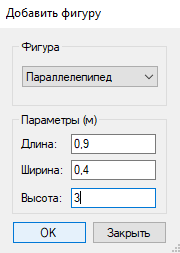 Добавить фигуру
Фигура
Параллелепипед
Параметры (м)
Длина: 0,9
Ширина: 0,4
Высота: 3
OK Закрыть